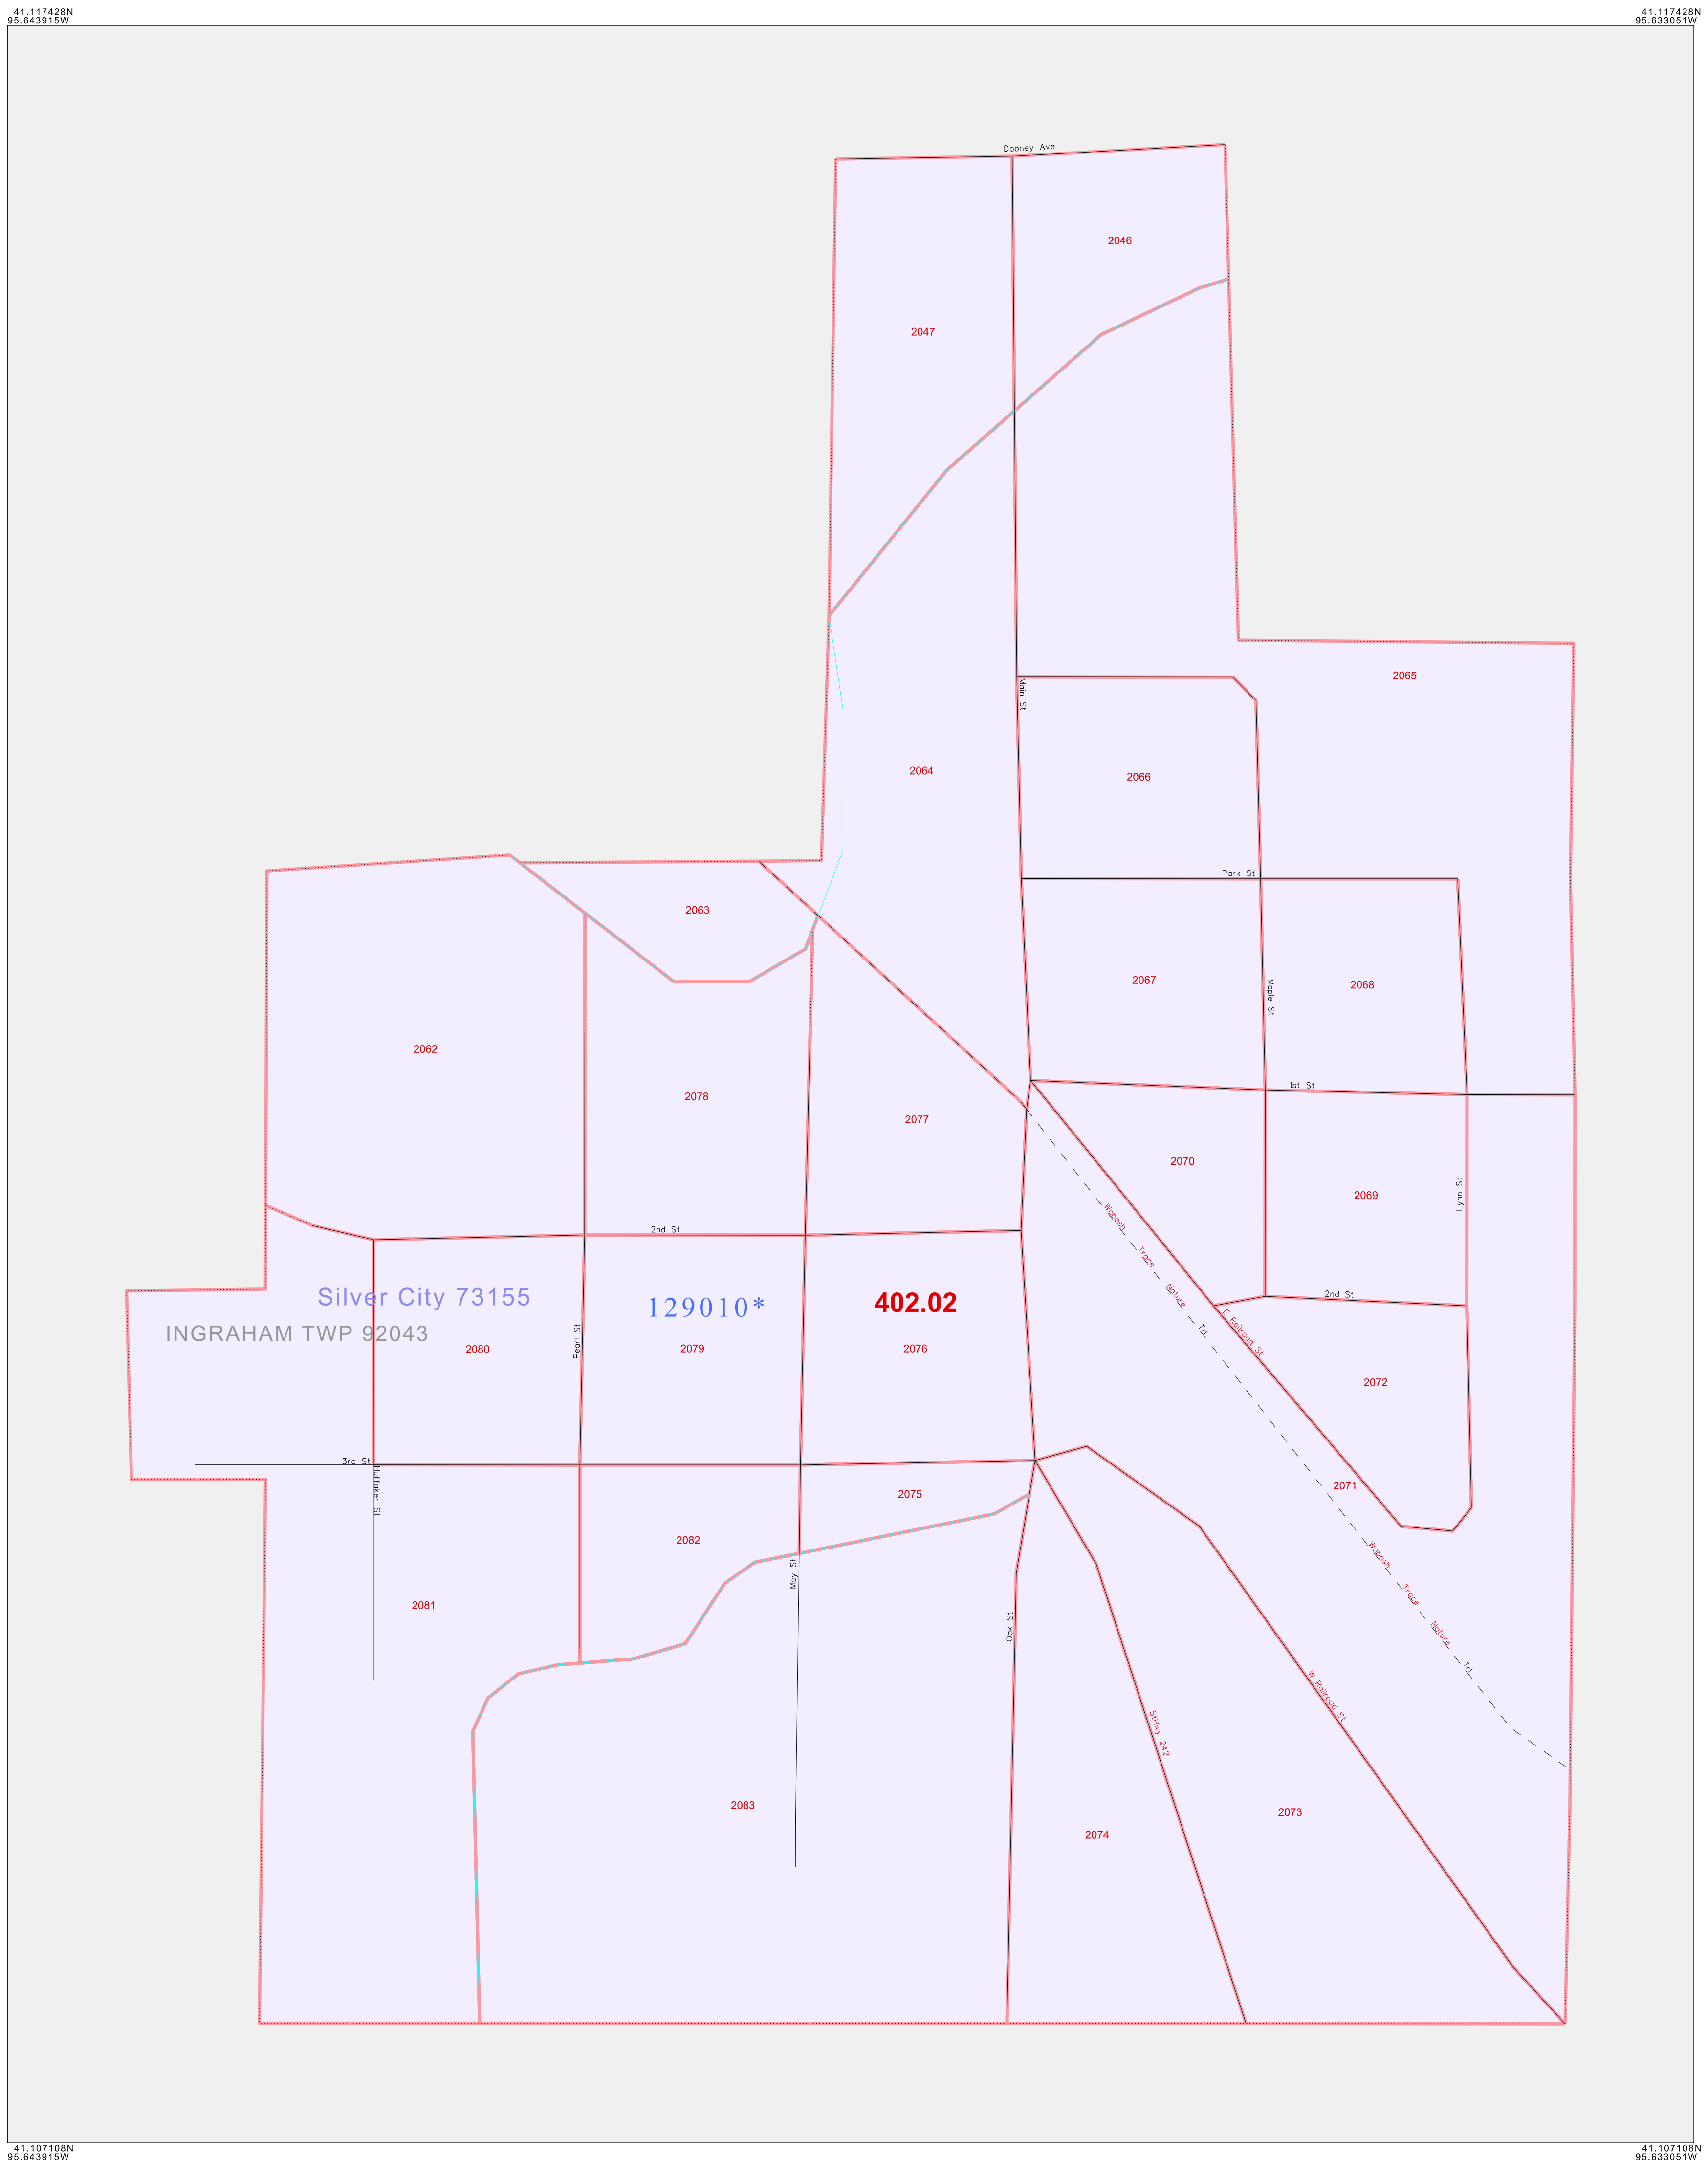 41.117428N
95.643915W
41.117428N
95.633051W
Dobney Ave
2046
2047
2065
Main St
2064
2066
Park St
2063
2067
Maple St
2068
2062
1st St
2078
2077
2070
2069
Lynn St
Wabash Trace Nature Trl
2nd St
Silver City 73155
129010*
402.02
2nd St
INGRAHAM TWP 92043
E Railroad St
Pearl St
2080
2079
2076
2072
3rd St
Huffaker St
2075
2071
2082
Wabash Trace Nature Trl
May St
2081
Oak St
W Railroad St
StHwy 242
2083
2073
2074
41.107108N
95.643915W
41.107108N
95.633051W